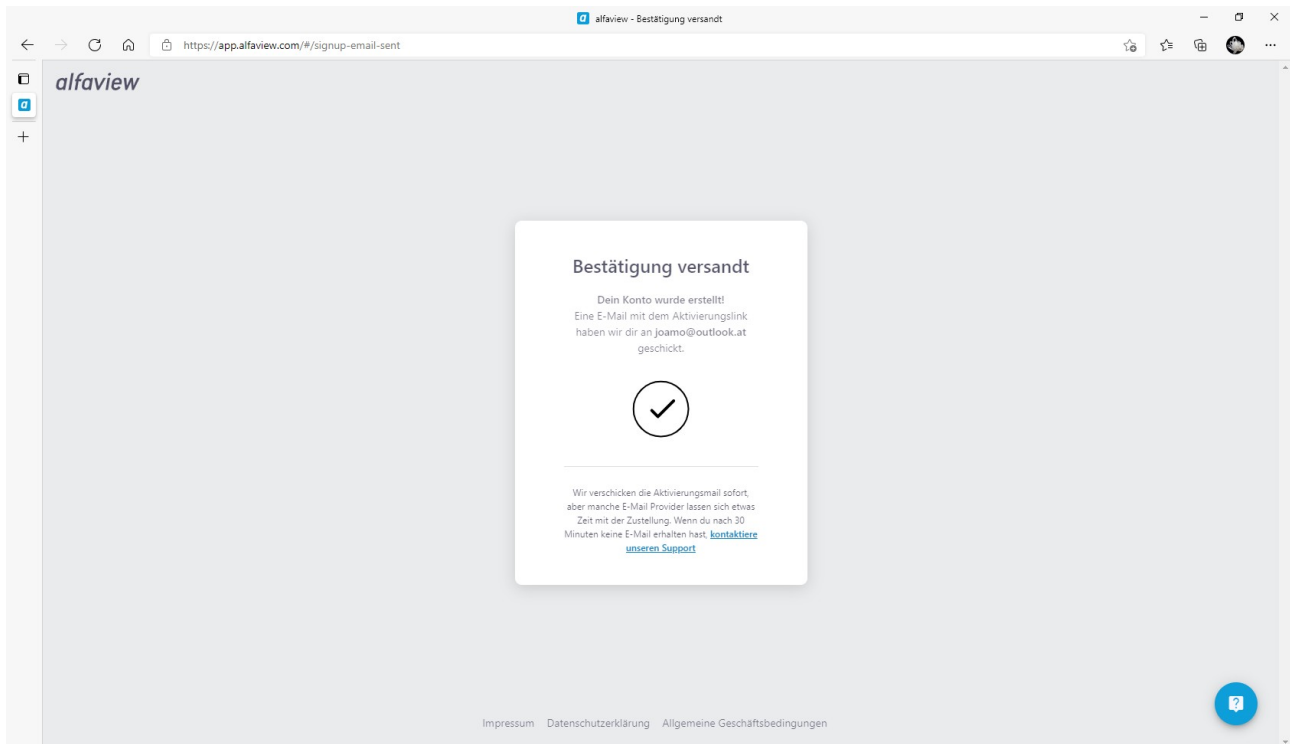 alfaview - Bestätigung versandt
https://app.alfaview.com/#/signup-email-sent
alfaview
Bestätigung versandt
Dein Konto wurde erstellt!
Eine E-Mail mit dem Aktivierungslink
haben wir dir an joamo@outlook.at
geschickt.
Wir verschicken die Aktivierungsmail sofort,
aber manche E-Mail Provider lassen sich etwas
Zeit mit der Zustellung. Wenn du nach 30
Minuten keine E-Mail erhalten hast, kontaktiere
unseren Support
Impressum Datenschutzerklärung Allgemeine Geschäftsbedingungen